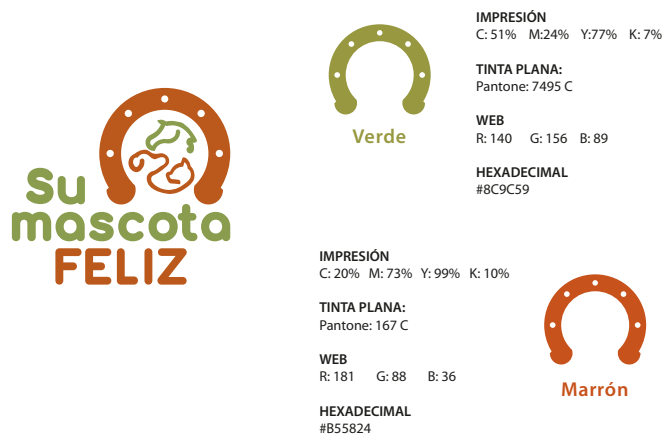 Su
mascota
FELIZ
Verde
IMPRESIÓN
C: 51% M:24% Y:77% K: 7%
TINTA PLANA:
Pantone: 7495 C
WEB
R: 140 G: 156 B: 89
HEXADECIMAL
#8C9C59
IMPRESIÓN
C: 20% M: 73% Y: 99% K: 10%
TINTA PLANA:
Pantone: 167 C
WEB
R: 181 G: 88 B: 36
HEXADECIMAL
#B55824
Marrón